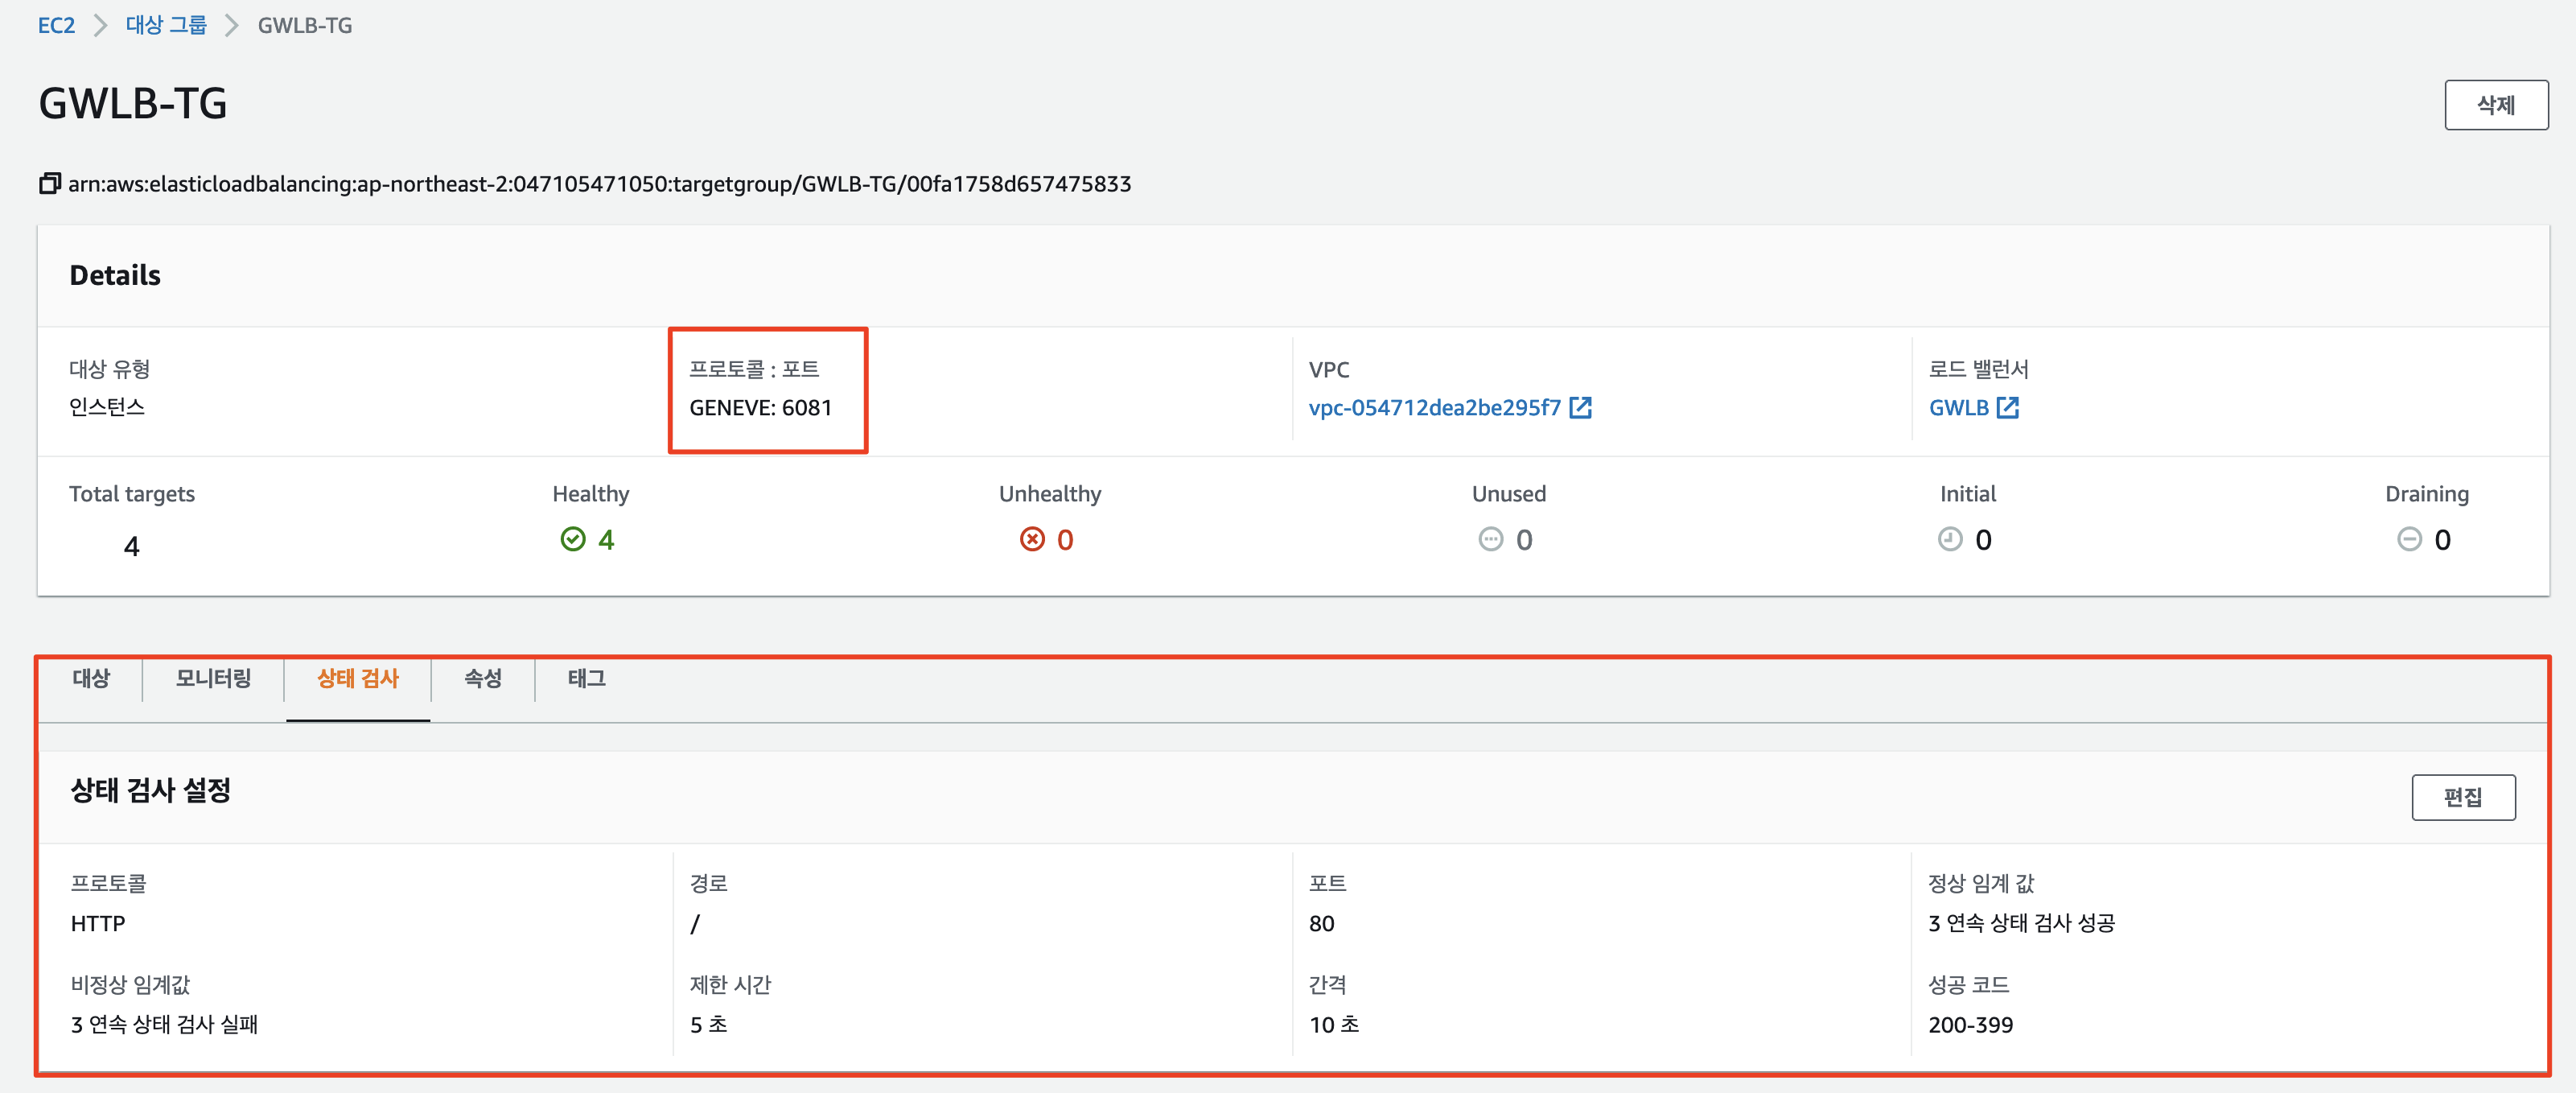 EC2 > 대상 그룹 > GWLB-TG
GWLB-TG
삭제
arn:aws:elasticloadbalancing:ap-northeast-2:047105471050:targetgroup/GWLB-TG/00fa1758d657475833
Details
대상 유형
인스턴스
프로토콜 : 포트
GENEVE: 6081
VPC
vpc-054712dea2be295f7
로드 밸런서
GWLB
Total targets
4
Healthy
4
Unhealthy
0
Unused
0
Initial
0
Draining
0
대상 모니터링 상태 검사 속성 태그
상태 검사 설정
편집
프로토콜
HTTP
경로
/
포트
80
정상 임계 값
3 연속 상태 검사 성공
비정상 임계값
3 연속 상태 검사 실패
제한 시간
5 초
간격
10 초
성공 코드
200-399